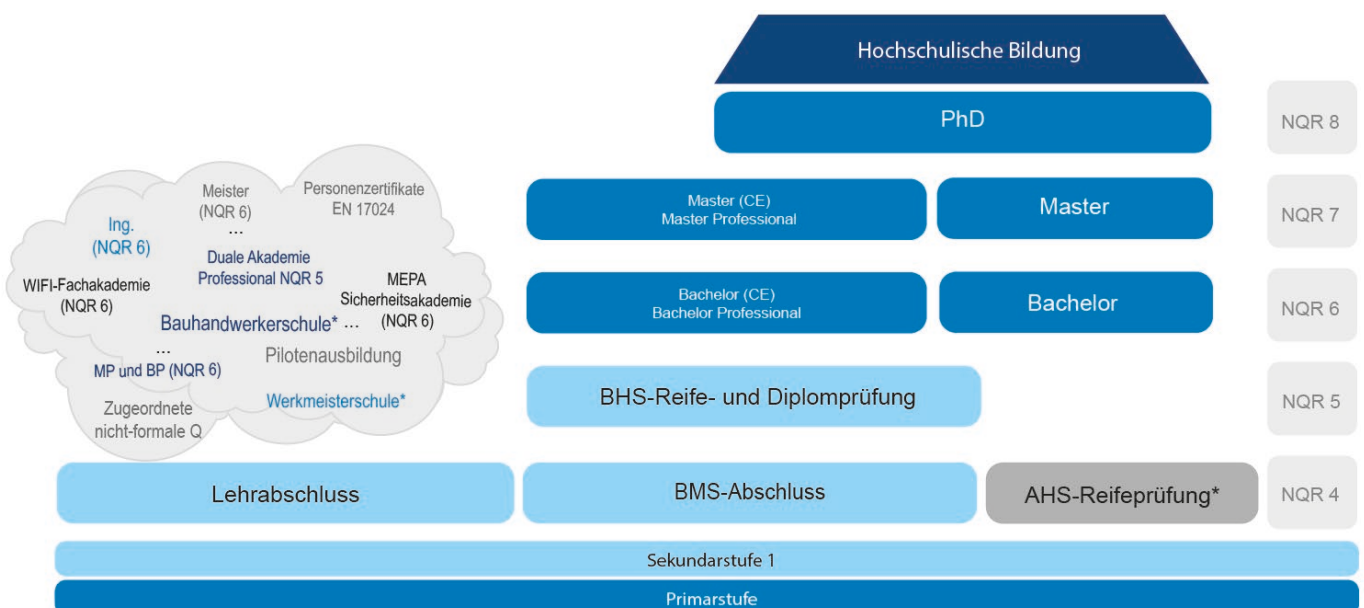 Hochschulische Bildung
PhD
NQR 8
Meister
(NQR 6)
...
Personenzertifikate
EN 17024
Ing.
(NQR 6)
Master (CE)
Master Professional
Master
NQR 7
Duale Akademie
Professional NQR 5
WIFI-Fachakademie
(NQR 6)
MEPA
Sicherheitsakademie
(NQR 6)
Bauhandwerkerschule* ...
Bachelor (CE)
Bachelor Professional
Bachelor
NQR 6
...
MP und BP (NQR 6)
Pilotenausbildung
Werkmeisterschule*
Zugeordnete
nicht-formale Q
BHS-Reife- und Diplomprüfung
NQR 5
Lehrabschluss
BMS-Abschluss
AHS-Reifeprüfung*
NQR 4
Sekundarstufe 1
Primarstufe